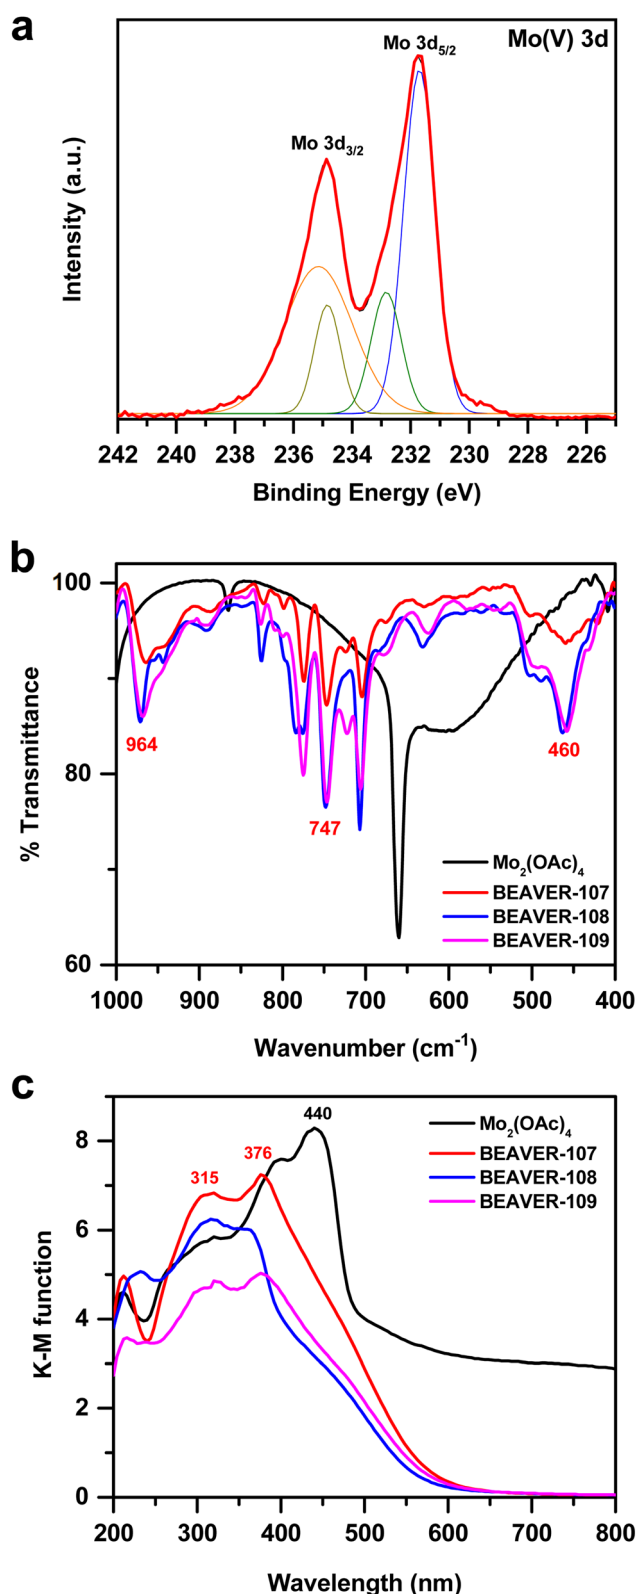 a
Mo(V) 3d
Mo 3d5/2
Mo 3d3/2
Intensity (a.u.)
242 240 238 236 234 232 230 228 226
Binding Energy (eV)
b
100
80
60
% Transmittance
964
747
460
Mo2(OAc)4
BEAVER-107
BEAVER-108
BEAVER-109
1000 900 800 700 600 500 400
Wavenumber (cm-1)
c
8
6
4
2
0
K-M function
315
376
440
Mo2(OAc)4
BEAVER-107
BEAVER-108
BEAVER-109
200 300 400 500 600 700 800
Wavelength (nm)